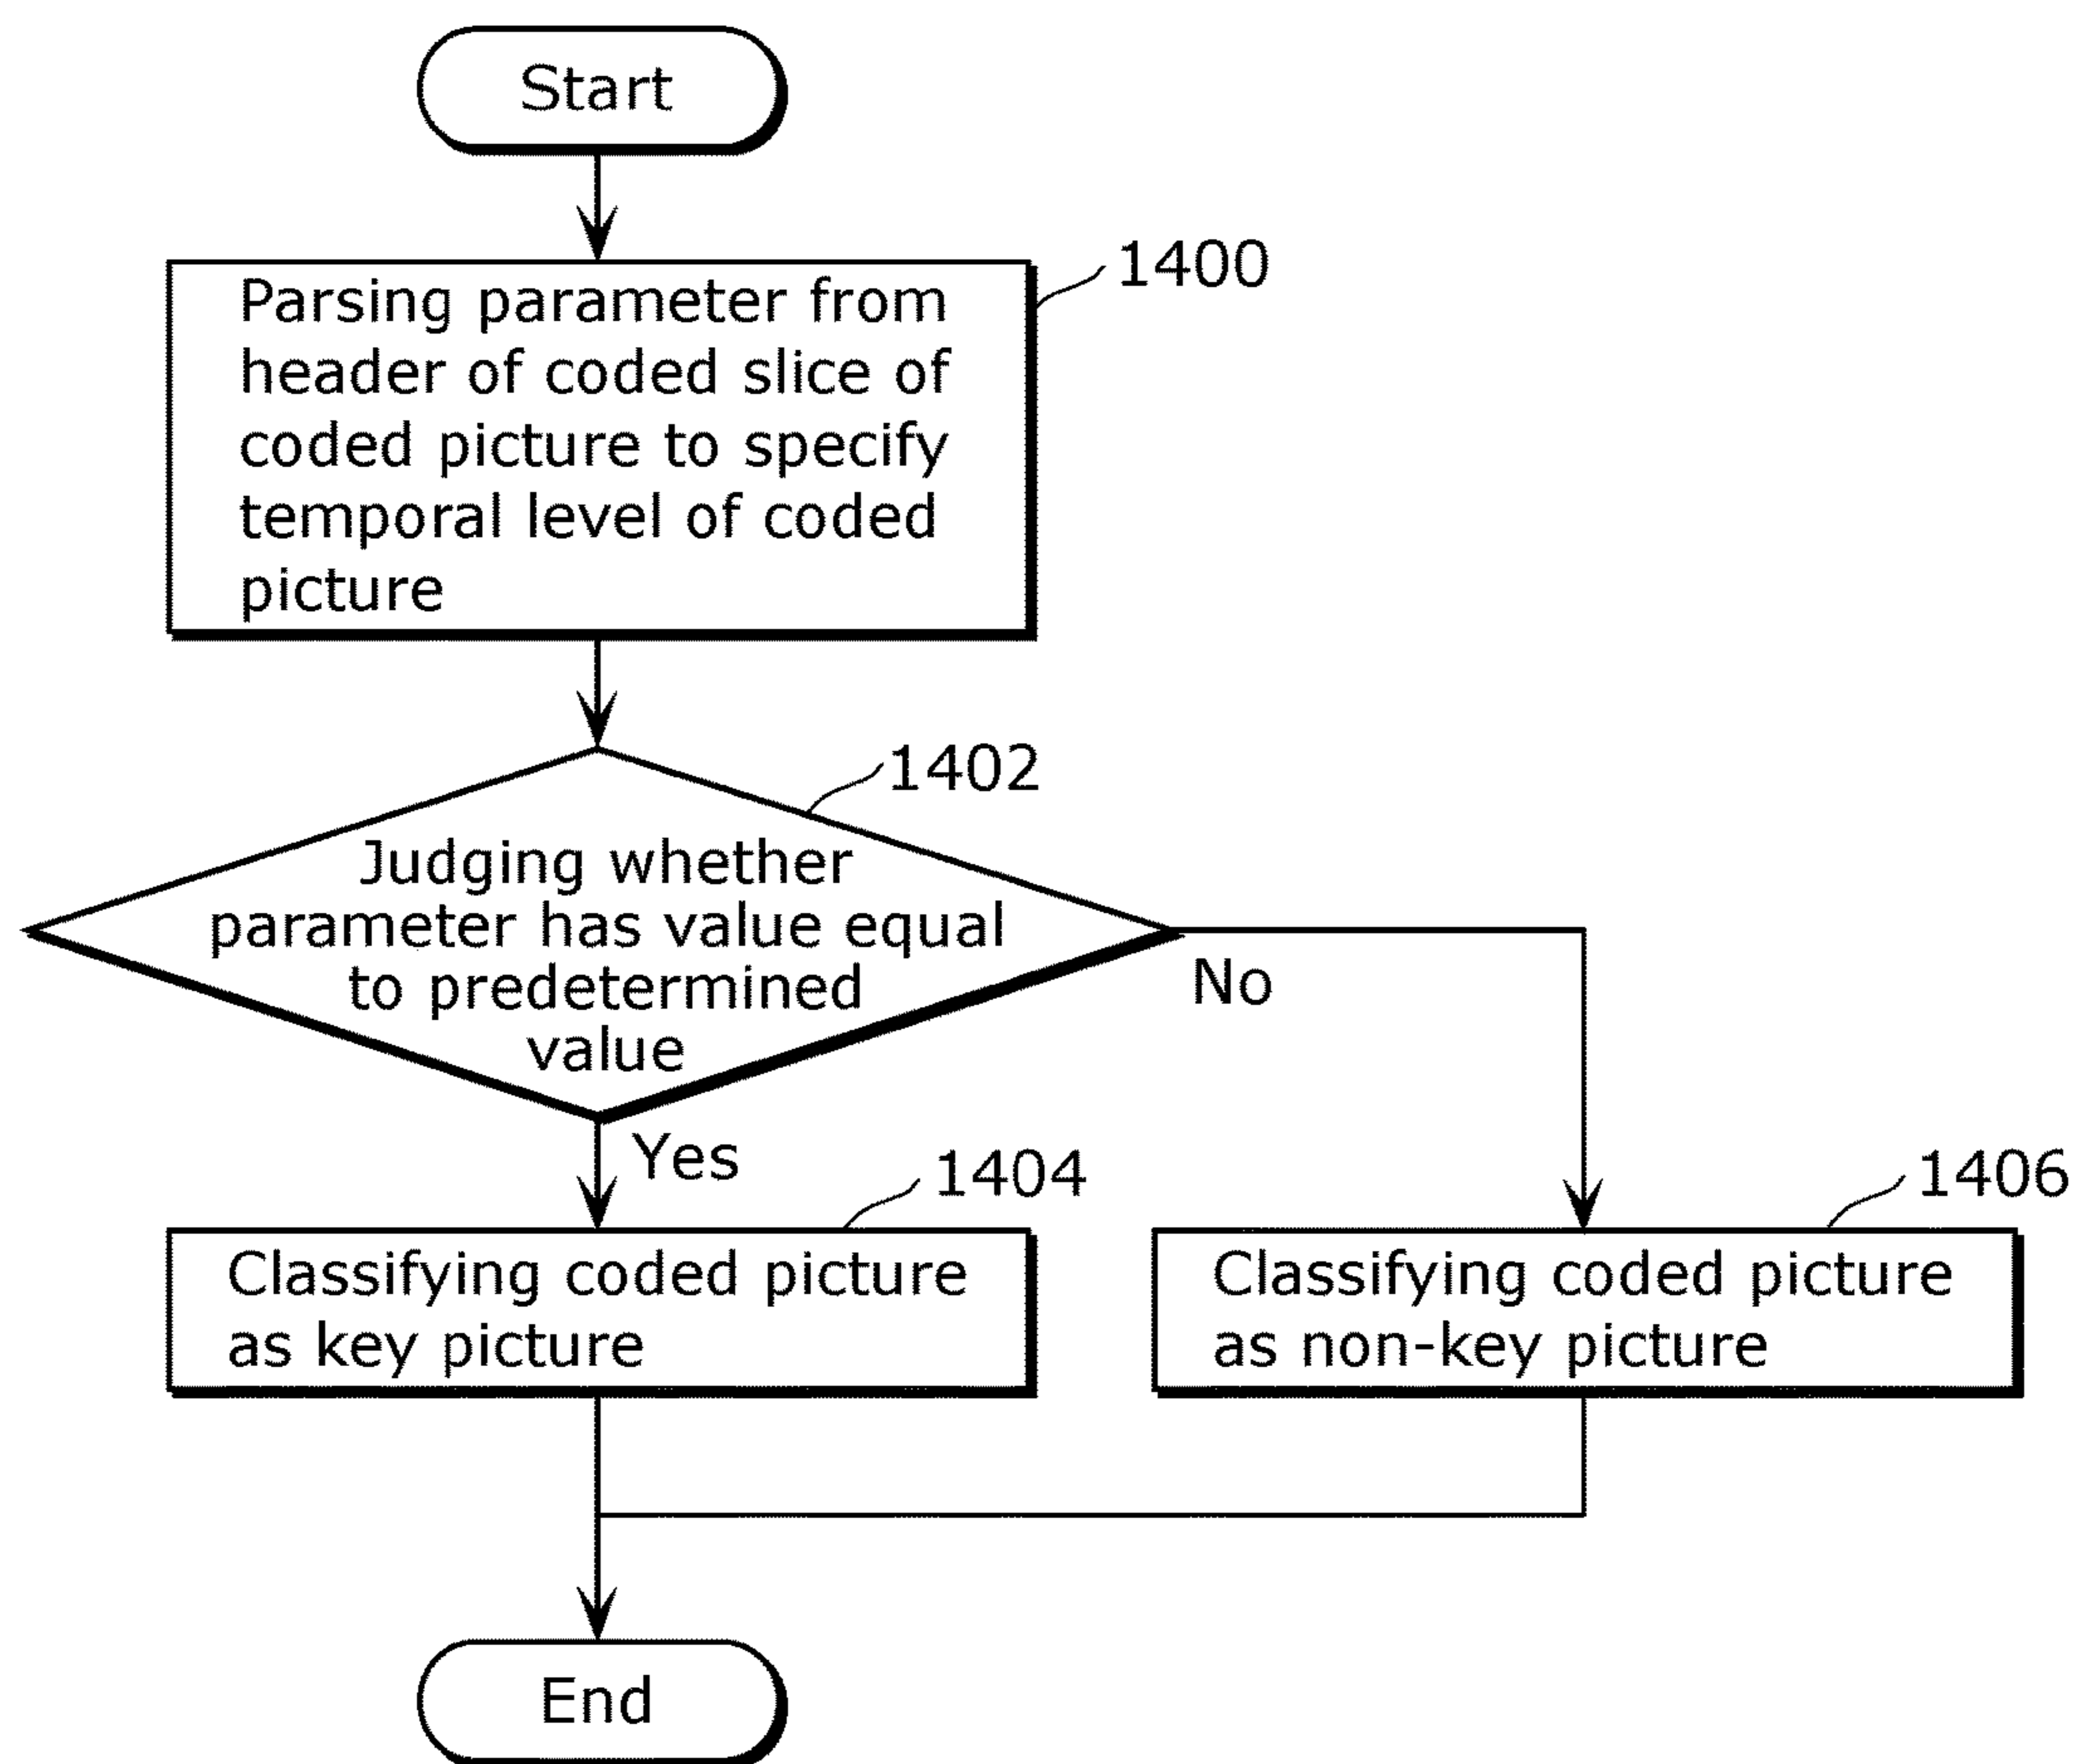 Start
1400
Parsing parameter from
header of coded slice of
coded picture to specify
temporal level of coded
picture
1402
Judging whether
parameter has value equal
to predetermined
value
No
Yes
1404
Classifying coded picture
as key picture
1406
Classifying coded picture
as non-key picture
End